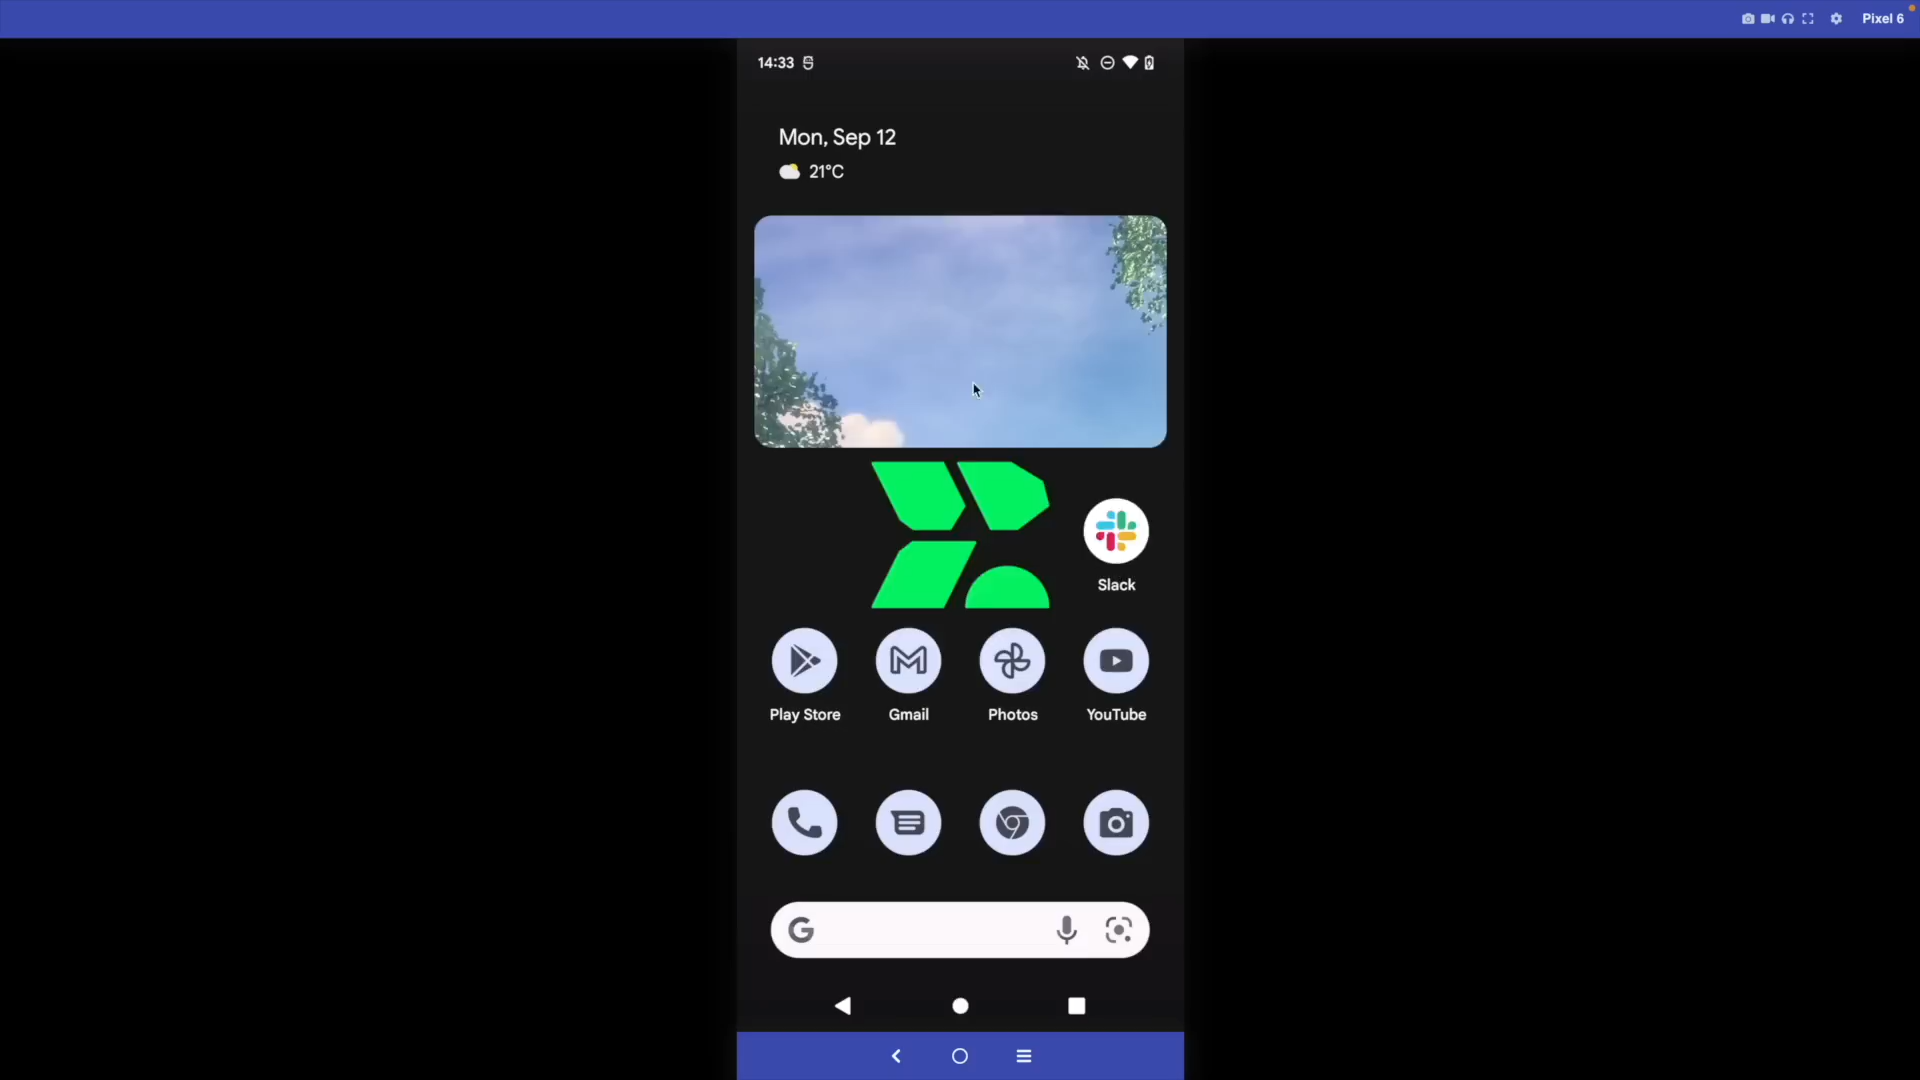 Pixel 6
14:33
Mon, Sep 12
21°C
Slack
Play Store
Gmail
Photos
YouTube